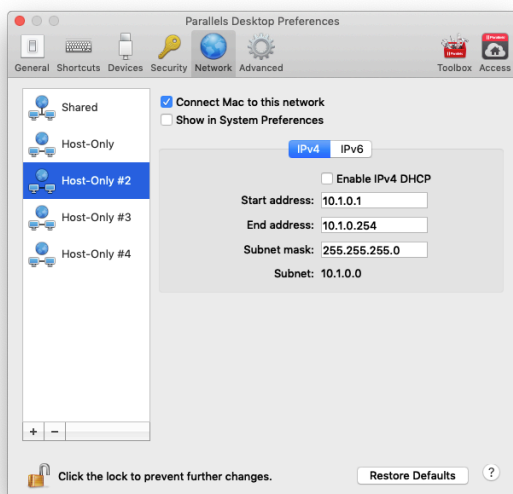 Parallels Desktop Preferences
General Shortcuts Devices Security Network Advanced Toolbox Access
Shared
Host-Only
Host-Only #2
Host-Only #3
Host-Only #4
+ −
Connect Mac to this network
Show in System Preferences
IPv4 IPv6
Enable IPv4 DHCP
Start address: 10.1.0.1
End address: 10.1.0.254
Subnet mask: 255.255.255.0
Subnet: 10.1.0.0
Click the lock to prevent further changes.
Restore Defaults ?